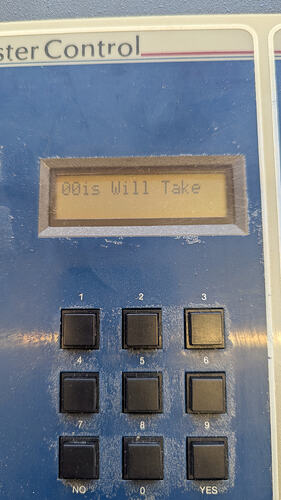 ster Control
00is Will Take
1 2 3
4 5 6
7 8 9
NO 0 YES